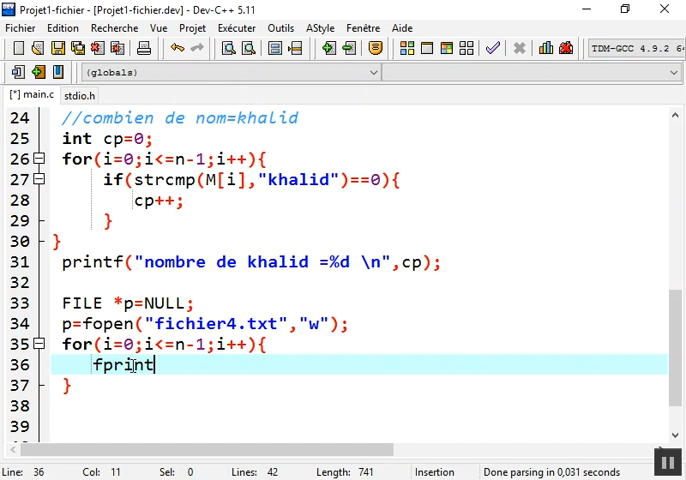 Projet1-fichier - [Projet1-fichier.dev] - Dev-C++ 5.11
Fichier Edition Recherche Vue Projet Exécuter Outils AStyle Fenêtre Aide
TDM-GCC 4.9.2 64
(globals)
[*] main.c stdio.h
24 //combien de nom=khalid
25 int cp=0;
26 for(i=0;i<=n-1;i++){
27 if(strcmp(M[i],"khalid")==0){
28 cp++;
29 }
30 }
31 printf("nombre de khalid =%d \n",cp);
32
33 FILE *p=NULL;
34 p=fopen("fichier4.txt","w");
35 for(i=0;i<=n-1;i++){
36 fprint
37 }
38
39
Line: 36 Col: 11 Sel: 0 Lines: 42 Length: 741 Insertion Done parsing in 0,031 seconds